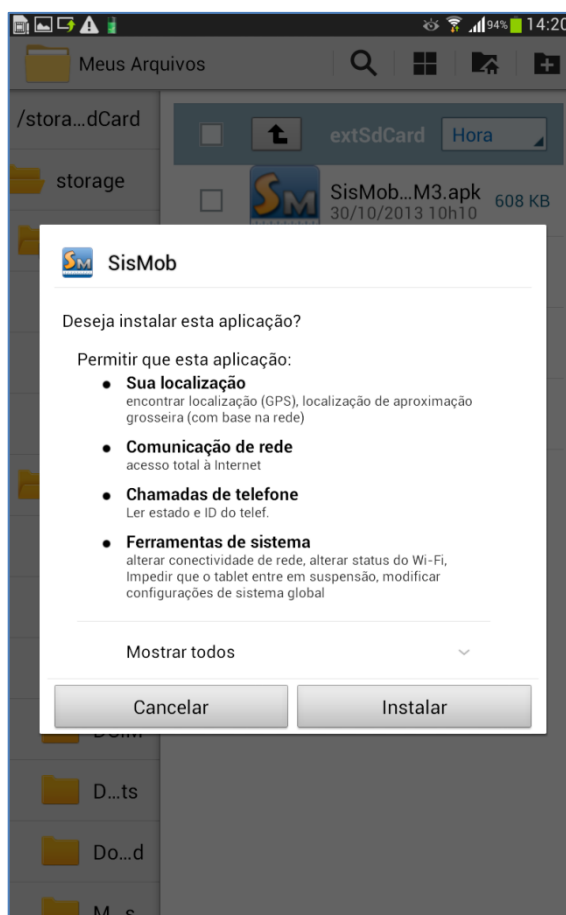 94% 14:20
Meus Arquivos
/stora...dCard
extSdCard Hora
storage
SM SisMob...M3.apk 608 KB
30/10/2013 10h10
SM SisMob
Deseja instalar esta aplicação?
Permitir que esta aplicação:
• Sua localização
encontrar localização (GPS), localização de aproximação
grosseira (com base na rede)
• Comunicação de rede
acesso total à Internet
• Chamadas de telefone
Ler estado e ID do telef.
• Ferramentas de sistema
alterar conectividade de rede, alterar status do Wi-Fi,
Impedir que o tablet entre em suspensão, modificar
configurações de sistema global
Mostrar todos
Cancelar Instalar
D...ts
Do...d
M...s